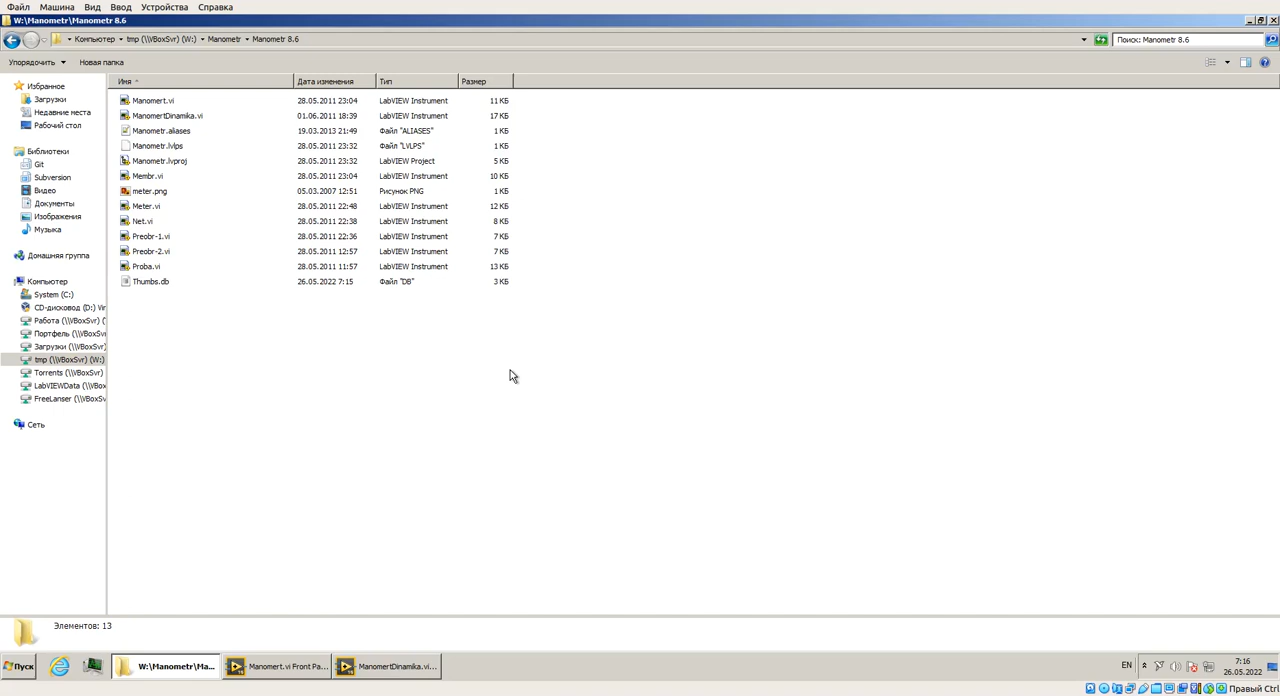 Файл Машина Вид Ввод Устройства Справка
W:\Manometr\Manometr 8.6
Компьютер tmp (\\VBoxSvr) (W:) Manometr Manometr 8.6
Поиск: Manometr 8.6
Упорядочить Новая папка
Имя Дата изменения Тип Размер
Избранное
Загрузки
Недавние места
Рабочий стол
Библиотеки
Git
Subversion
Видео
Документы
Изображения
Музыка
Домашняя группа
Компьютер
System (C:)
CD-дисковод (D:) Vir
Работа (\\VBoxSvr) (
Портфель (\\VBoxSvr
Загрузки (\\VBoxSvr)
tmp (\\VBoxSvr) (W:)
Torrents (\\VBoxSvr)
LabVIEWData (\\VBox
FreeLanser (\\VBoxSv
Сеть
Manomert.vi 28.05.2011 23:04 LabVIEW Instrument 11 КБ
ManomertDinamika.vi 01.06.2011 18:39 LabVIEW Instrument 17 КБ
Manometr.aliases 19.03.2013 21:49 Файл "ALIASES" 1 КБ
Manometr.lvlps 28.05.2011 23:32 Файл "LVLPS" 1 КБ
Manometr.lvproj 28.05.2011 23:32 LabVIEW Project 5 КБ
Membr.vi 28.05.2011 23:04 LabVIEW Instrument 10 КБ
meter.png 05.03.2007 12:51 Рисунок PNG 1 КБ
Meter.vi 28.05.2011 22:48 LabVIEW Instrument 12 КБ
Net.vi 28.05.2011 22:38 LabVIEW Instrument 8 КБ
Preobr-1.vi 28.05.2011 22:36 LabVIEW Instrument 7 КБ
Preobr-2.vi 28.05.2011 12:57 LabVIEW Instrument 7 КБ
Proba.vi 28.05.2011 11:57 LabVIEW Instrument 13 КБ
Thumbs.db 26.05.2022 7:15 Файл "DB" 3 КБ
Элементов: 13
Пуск W:\Manometr\Ma... Manomert.vi Front Pa... ManomertDinamika.vi... EN 7:16
26.05.2022
Правый Ctrl